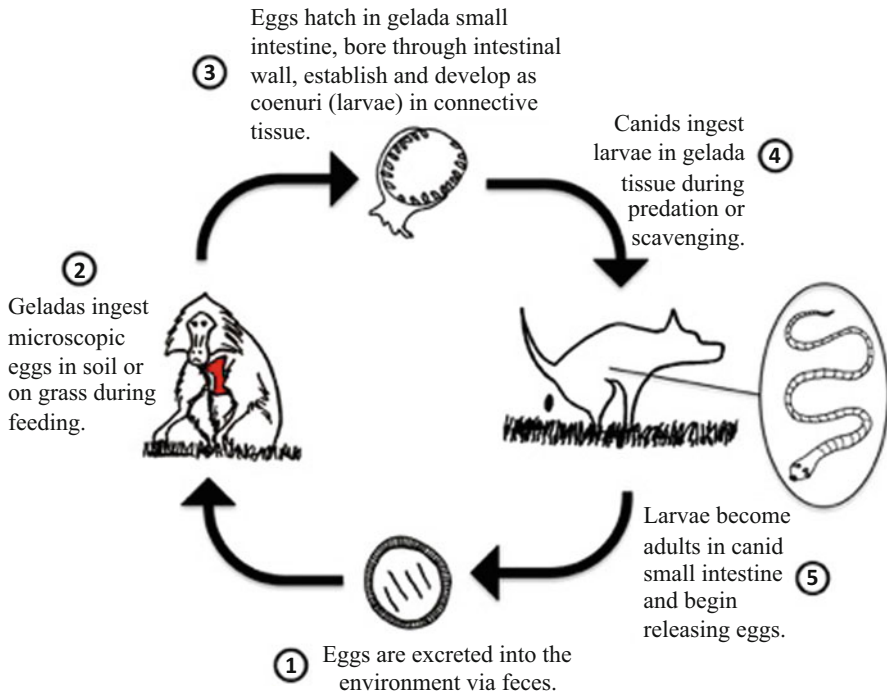 1
Eggs are excreted into the
environment via feces.
2
Geladas ingest
microscopic
eggs in soil or
on grass during
feeding.
3
Eggs hatch in gelada small
intestine, bore through intestinal
wall, establish and develop as
coenuri (larvae) in connective
tissue.
4
Canids ingest
larvae in gelada
tissue during
predation or
scavenging.
5
Larvae become
adults in canid
small intestine
and begin
releasing eggs.